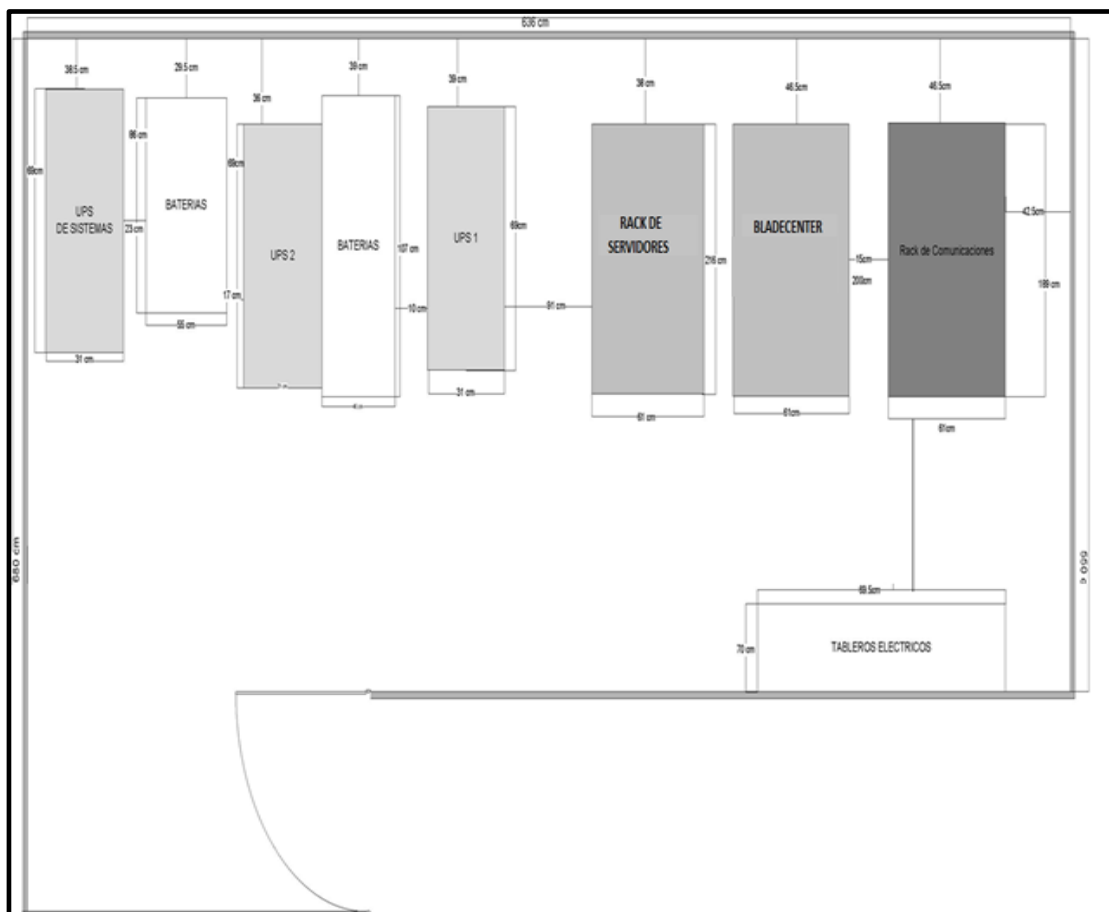 636 cm
38.5 cm
29.5 cm
36 cm
39 cm
39 cm
38 cm
46.5cm
46.5cm
69cm
UPS
DE SISTEMAS
31 cm
23 cm
86 cm
BATERIAS
55 cm
69cm
17 cm
UPS 2
BATERIAS
107 cm
10 cm
UPS 1
69cm
31 cm
91 cm
RACK DE
SERVIDORES
216 cm
61 cm
BLADECENTER
61cm
15cm
200cm
Rack de Comunicaciones
42.5cm
199 cm
61cm
680 cm
550 c
69.5cm
70 cm
TABLEROS ELECTRICOS